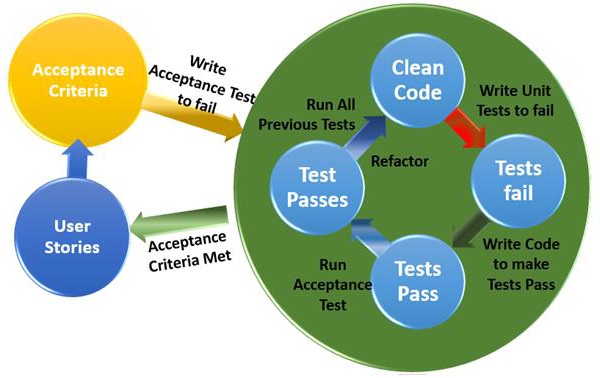 Acceptance
Criteria
Write
Acceptance Test
to fail
User
Stories
Acceptance
Criteria Met
Clean
Code
Write Unit
Tests to fail
Tests
fail
Write Code
to make
Tests Pass
Tests
Pass
Run
Acceptance
Test
Test
Passes
Run All
Previous Tests
Refactor